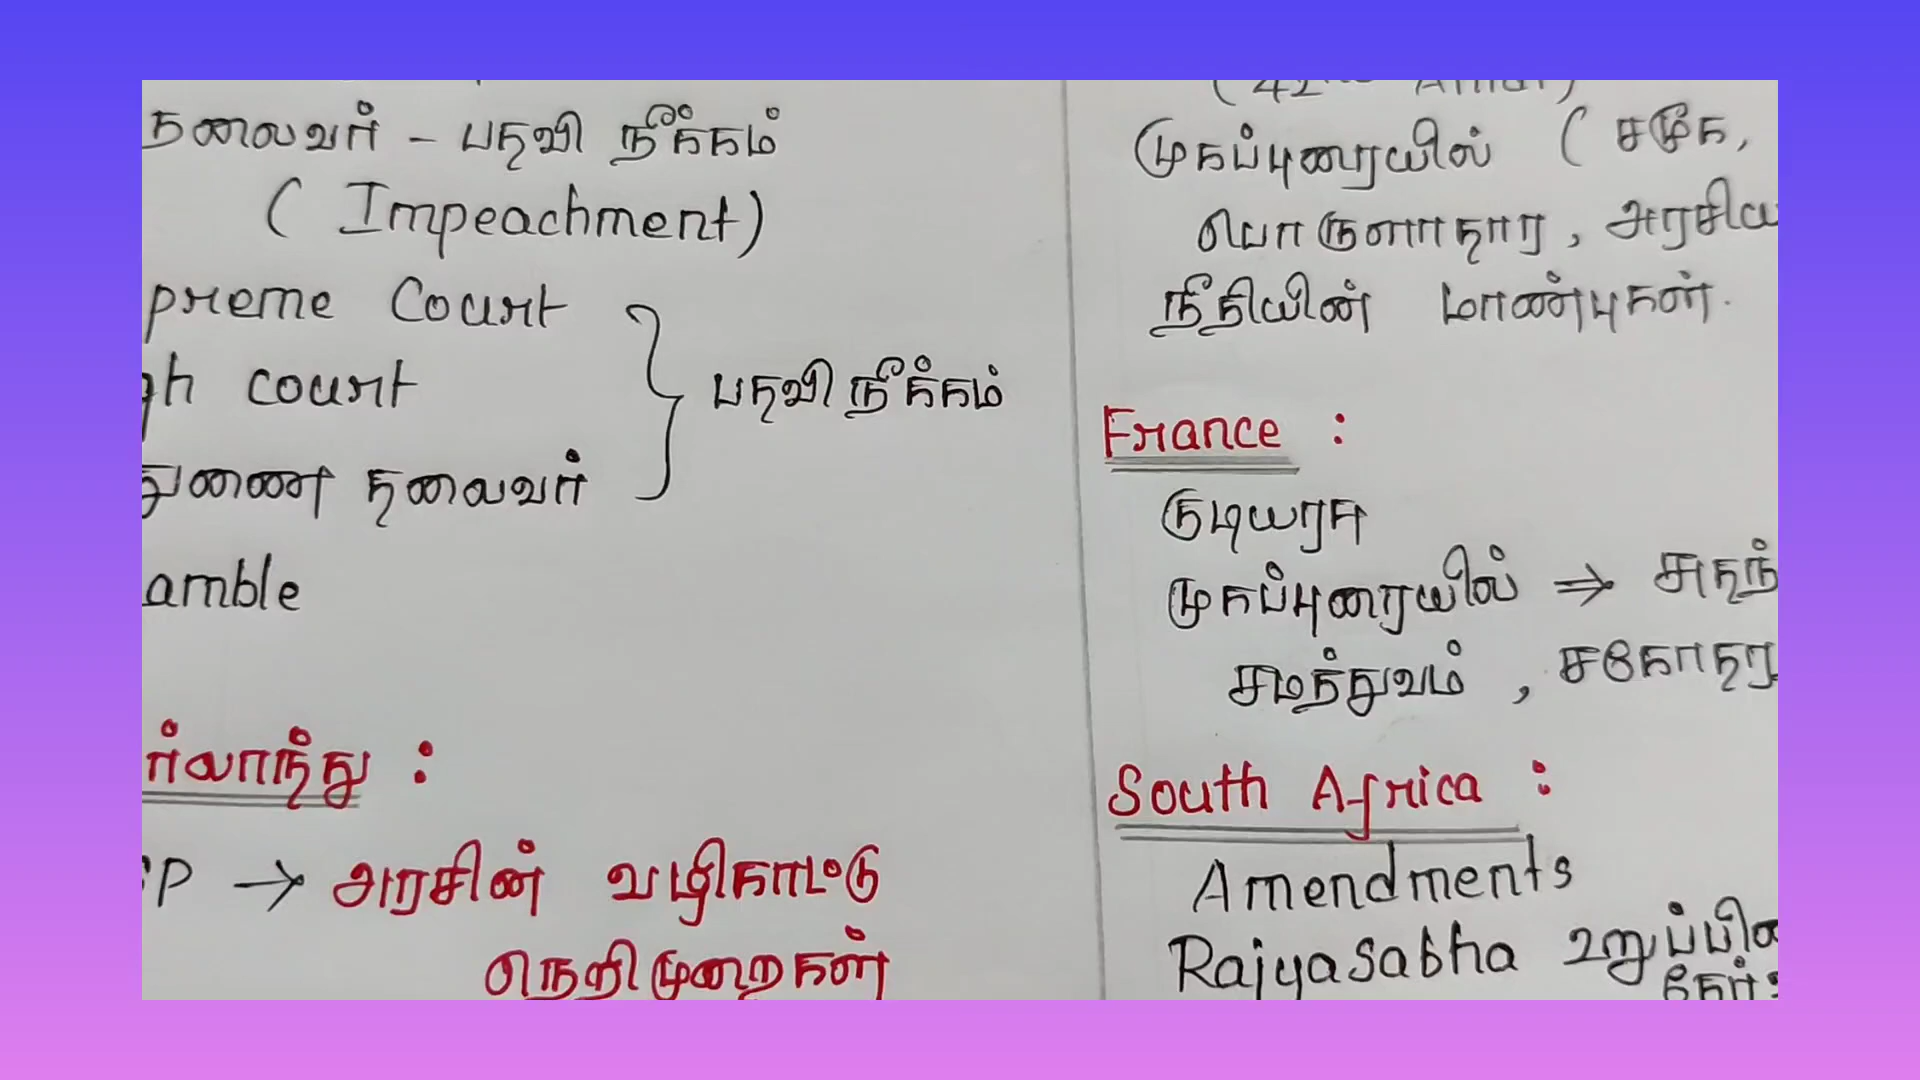 தலைவர் - பதவி நீக்கம்
( Impeachment)
preme Court
gh court
பதவி நீக்கம்
துணை தலைவர்
amble
ர்லாந்து :
P → அரசின் வழிகாட்டு
நெறிமுறைகள்
முகப்புரையில் ( சமூக,
பொருளாதார, அரசிய
நீதியின் மாண்புகள்.
France :
குடியரசு
முகப்புரையில் ⇒ சுதந்
சமத்துவம் , சகோதர
South Africa :
Amendments
Rajyasabha உறுப்பின
தேர்